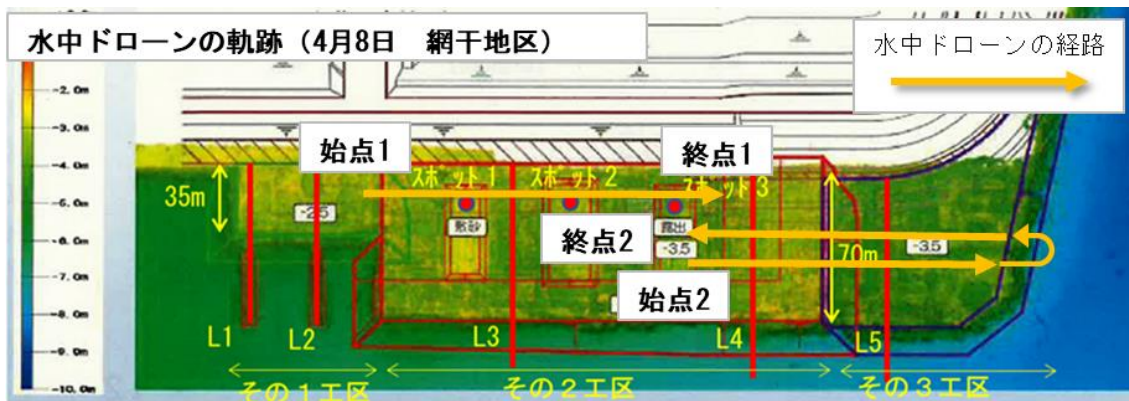 水中ドローンの軌跡（4月8日　網干地区）
水中ドローンの経路
-2.0m
-3.0m
-4.0m
-5.0m
-6.0m
-7.0m
-8.0m
-9.0m
-10.0m
始点1
終点1
スポット1
スポット2
スポット3
35m
-2.5
敷砂
露出
終点2
-3.5
-3.5
70m
始点2
L1
L2
L3
L4
L5
その１工区
その２工区
その３工区